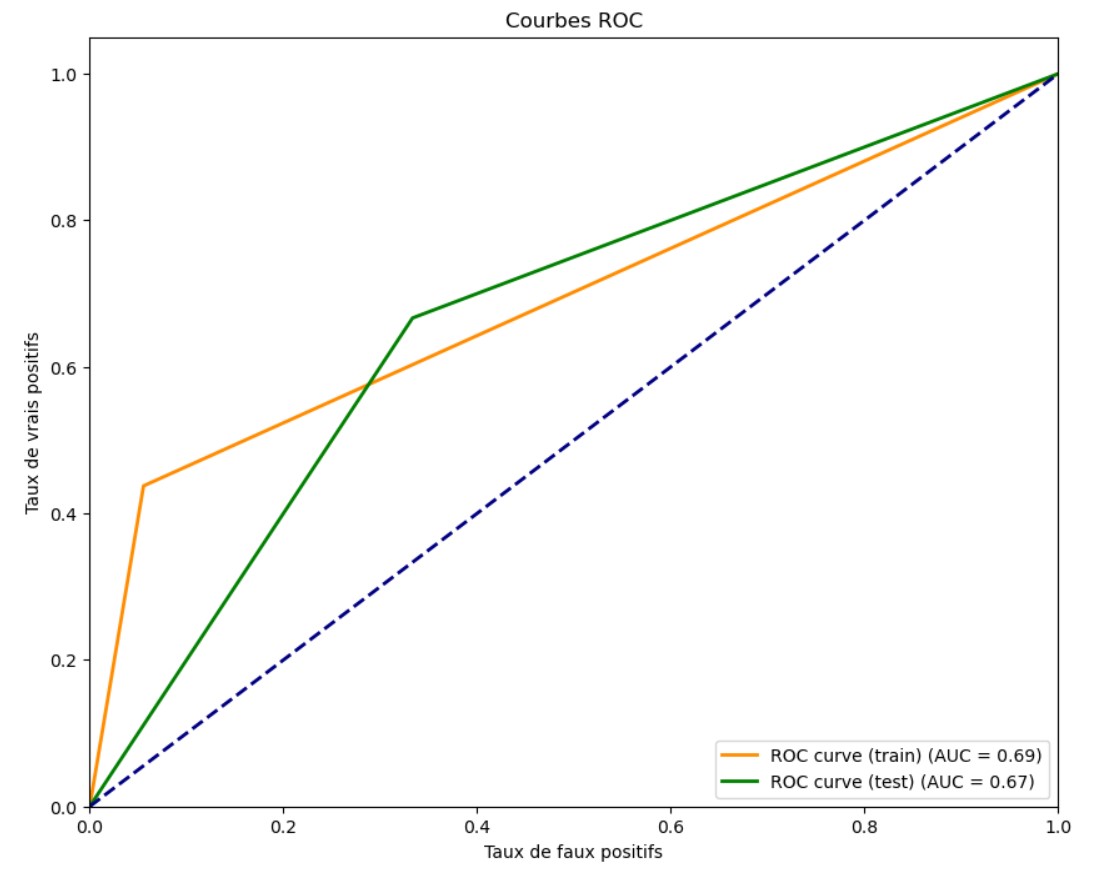 Courbes ROC
Taux de vrais positifs
1.0
0.8
0.6
0.4
0.2
0.0
0.0 0.2 0.4 0.6 0.8 1.0
Taux de faux positifs
ROC curve (train) (AUC = 0.69)
ROC curve (test) (AUC = 0.67)